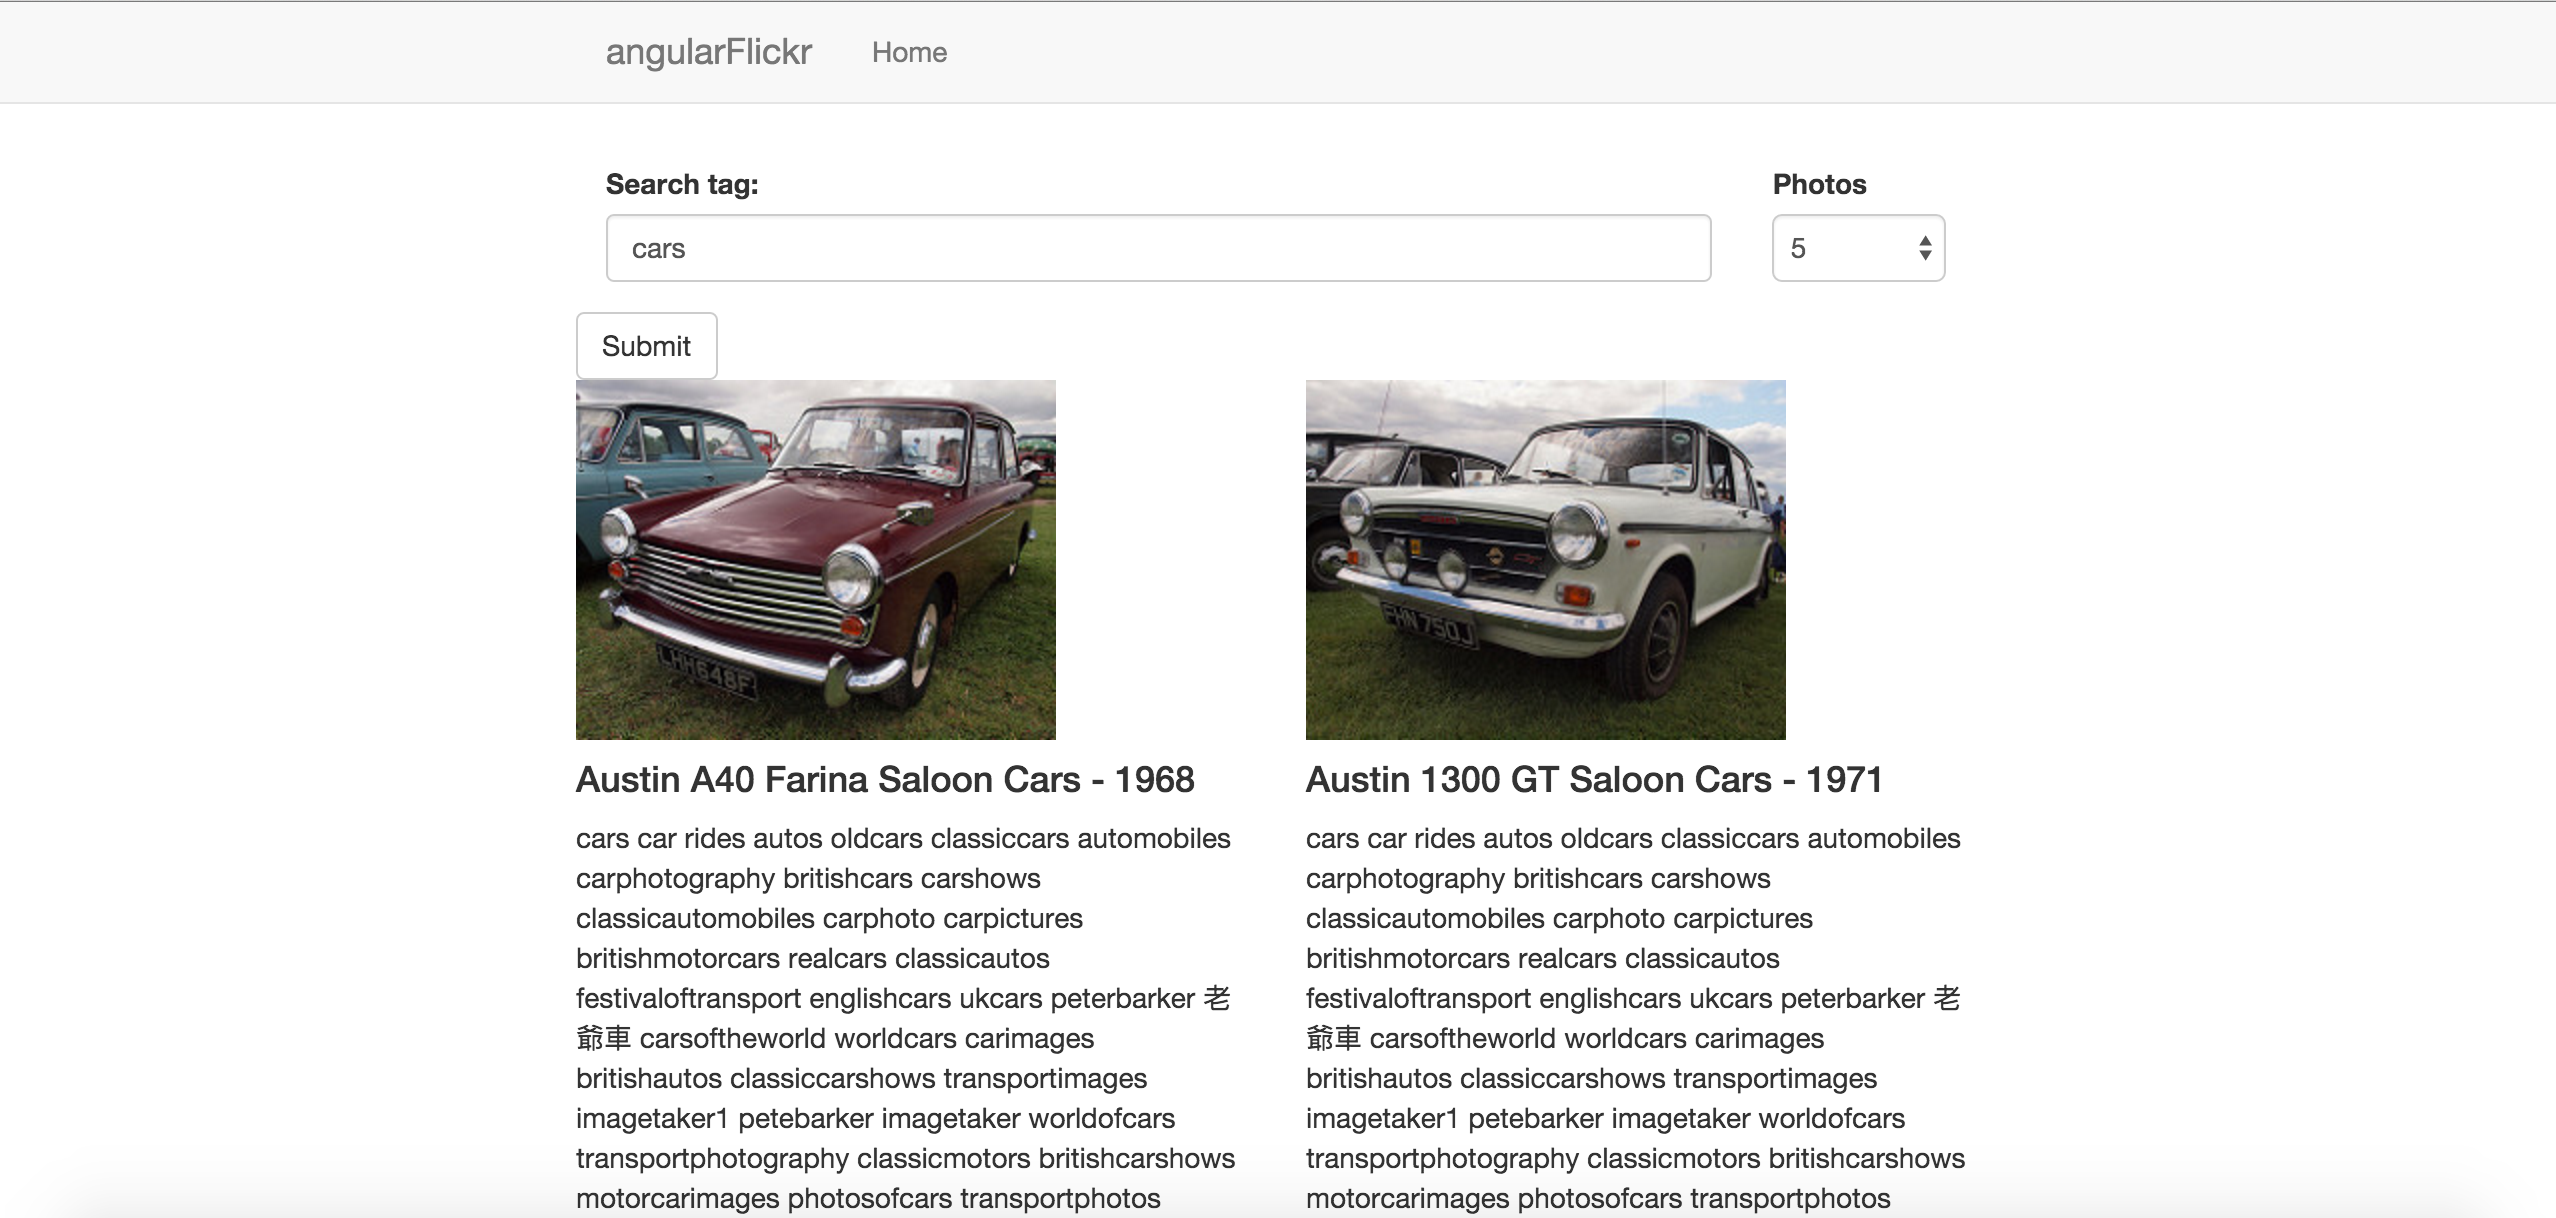 angularFlickr Home
Search tag: Photos
cars 5
Submit
LHH648F
FHN 750J
Austin A40 Farina Saloon Cars - 1968
cars car rides autos oldcars classiccars automobiles
carphotography britishcars carshows
classicautomobiles carphoto carpictures
britishmotorcars realcars classicautos
festivaloftransport englishcars ukcars peterbarker 老
爺車 carsoftheworld worldcars carimages
britishautos classiccarshows transportimages
imagetaker1 petebarker imagetaker worldofcars
transportphotography classicmotors britishcarshows
motorcarimages photosofcars transportphotos
Austin 1300 GT Saloon Cars - 1971
cars car rides autos oldcars classiccars automobiles
carphotography britishcars carshows
classicautomobiles carphoto carpictures
britishmotorcars realcars classicautos
festivaloftransport englishcars ukcars peterbarker 老
爺車 carsoftheworld worldcars carimages
britishautos classiccarshows transportimages
imagetaker1 petebarker imagetaker worldofcars
transportphotography classicmotors britishcarshows
motorcarimages photosofcars transportphotos